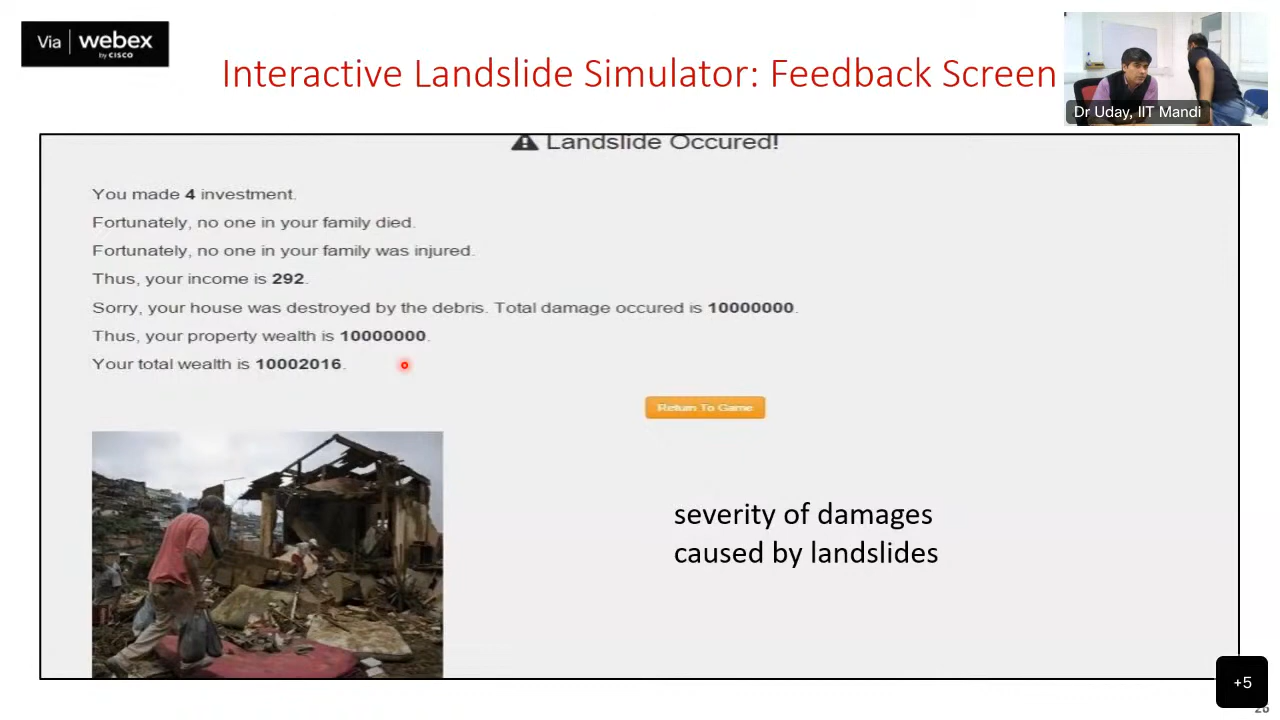 Via | webex
by CISCO
Interactive Landslide Simulator: Feedback Screen
Dr Uday, IIT Mandi
Landslide Occured!
You made 4 investment.
Fortunately, no one in your family died.
Fortunately, no one in your family was injured.
Thus, your income is 292.
Sorry, your house was destroyed by the debris. Total damage occured is 10000000.
Thus, your property wealth is 10000000.
Your total wealth is 10002016.
Return To Game
severity of damages
caused by landslides
+5